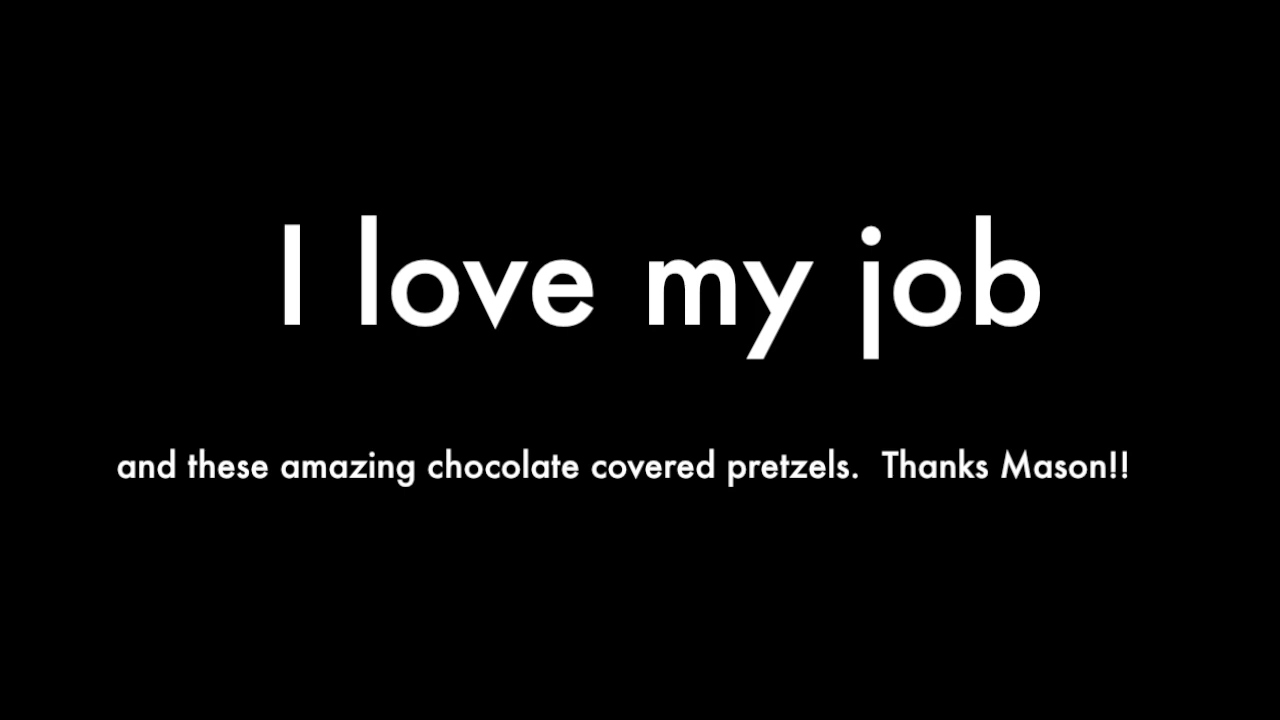 I love my job
and these amazing chocolate covered pretzels.  Thanks Mason!!